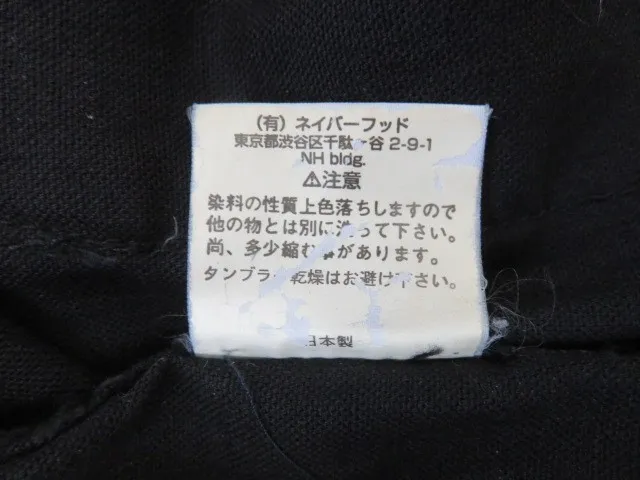 (有) ネイバーフッド
東京都渋谷区千駄ヶ谷 2-9-1
NH bldg.
⚠注意
染料の性質上色落ちしますので
他の物とは別に洗って下さい。
尚、多少縮む事があります。
タンブラー乾燥はお避け下さい。
日本製